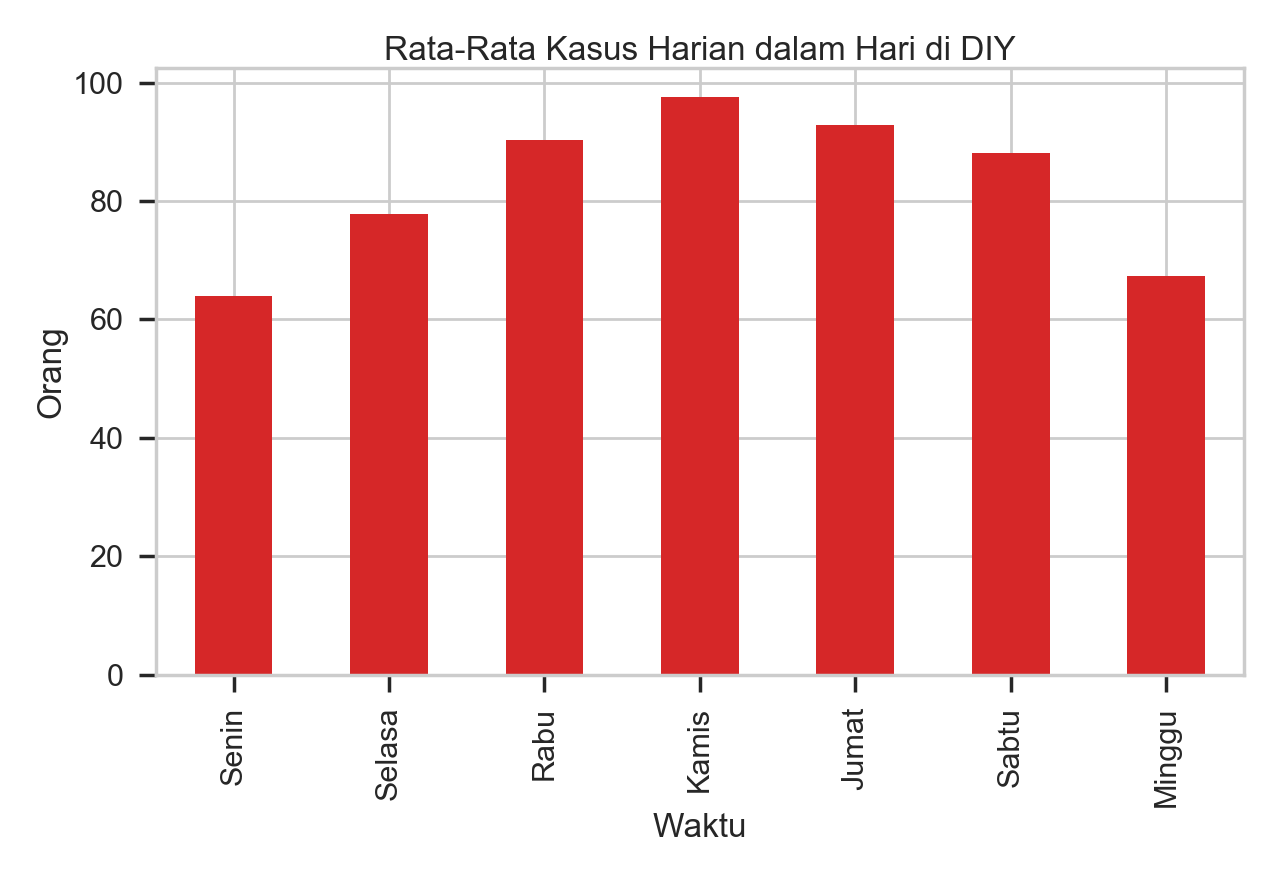 Rata-Rata Kasus Harian dalam Hari di DIY
100
80
60
40
20
0
Orang
Senin
Selasa
Rabu
Kamis
Jumat
Sabtu
Minggu
Waktu